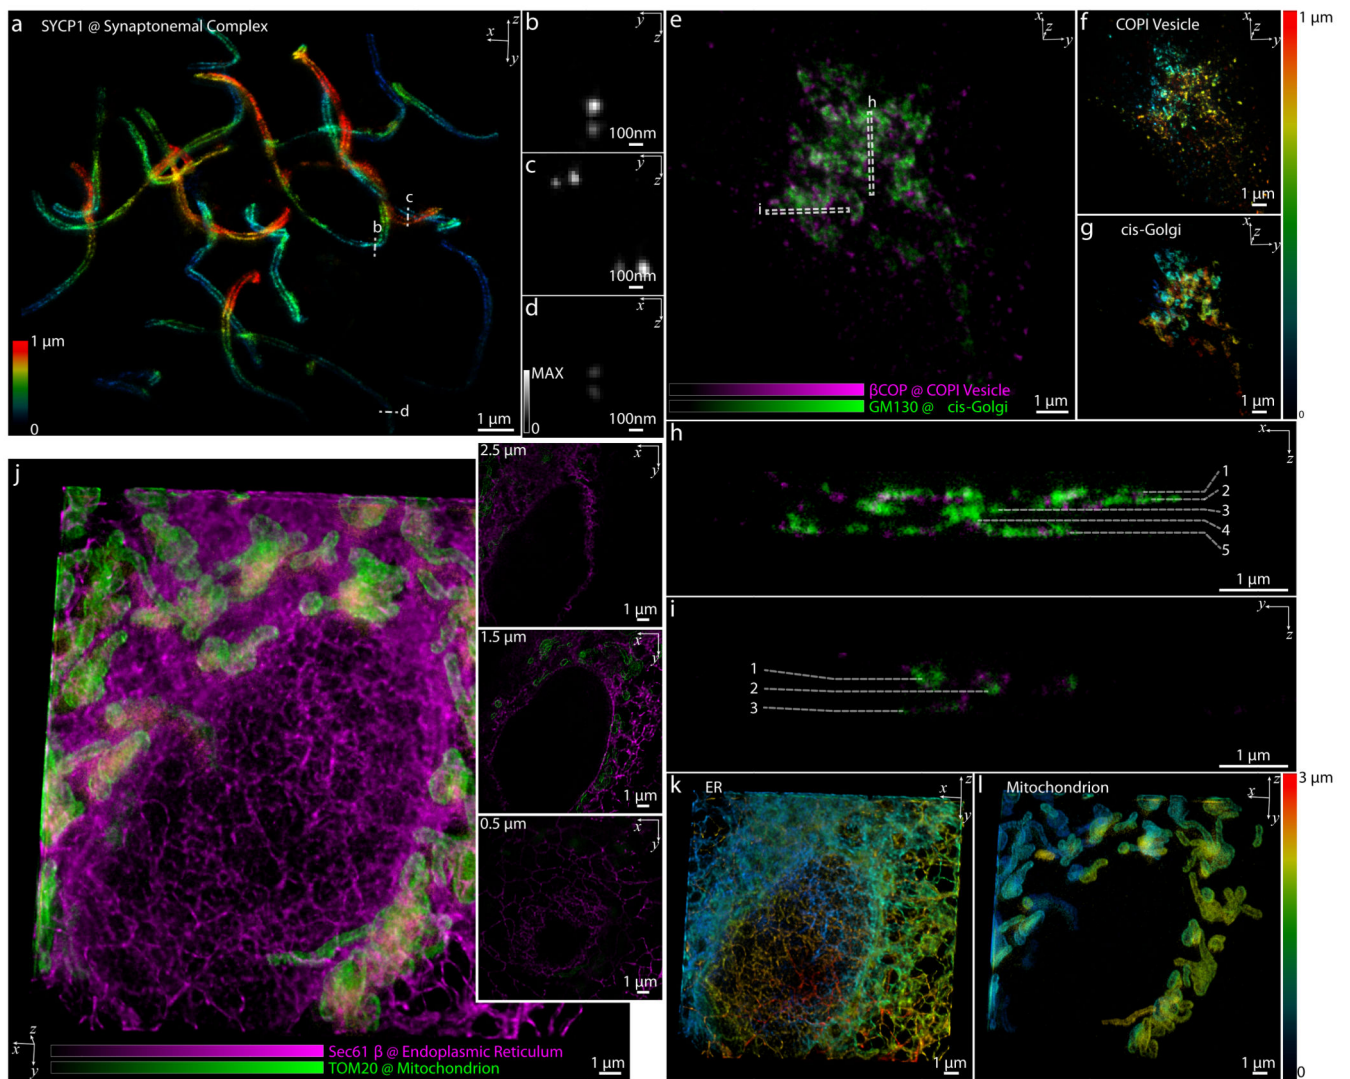 a
SYCP1 @ Synaptonemal Complex
z
x
y
b
c
d
1 µm
0
1 µm
b
y
z
100nm
c
y
z
100nm
d
x
z
MAX
0
100nm
e
x
z
y
h
i
βCOP @ COPI Vesicle
GM130 @ cis-Golgi
1 µm
f
COPI Vesicle
x
z
y
1 µm
g
cis-Golgi
x
z
y
1 µm
1 µm
0
h
x
z
1
2
3
4
5
1 µm
i
y
z
1
2
3
1 µm
j
z
x
y
Sec61 β @ Endoplasmic Reticulum
TOM20 @ Mitochondrion
1 µm
2.5 µm
x
y
1 µm
1.5 µm
x
y
1 µm
0.5 µm
x
y
1 µm
k
ER
z
x
y
1 µm
l
Mitochondrion
z
x
y
1 µm
3 µm
0